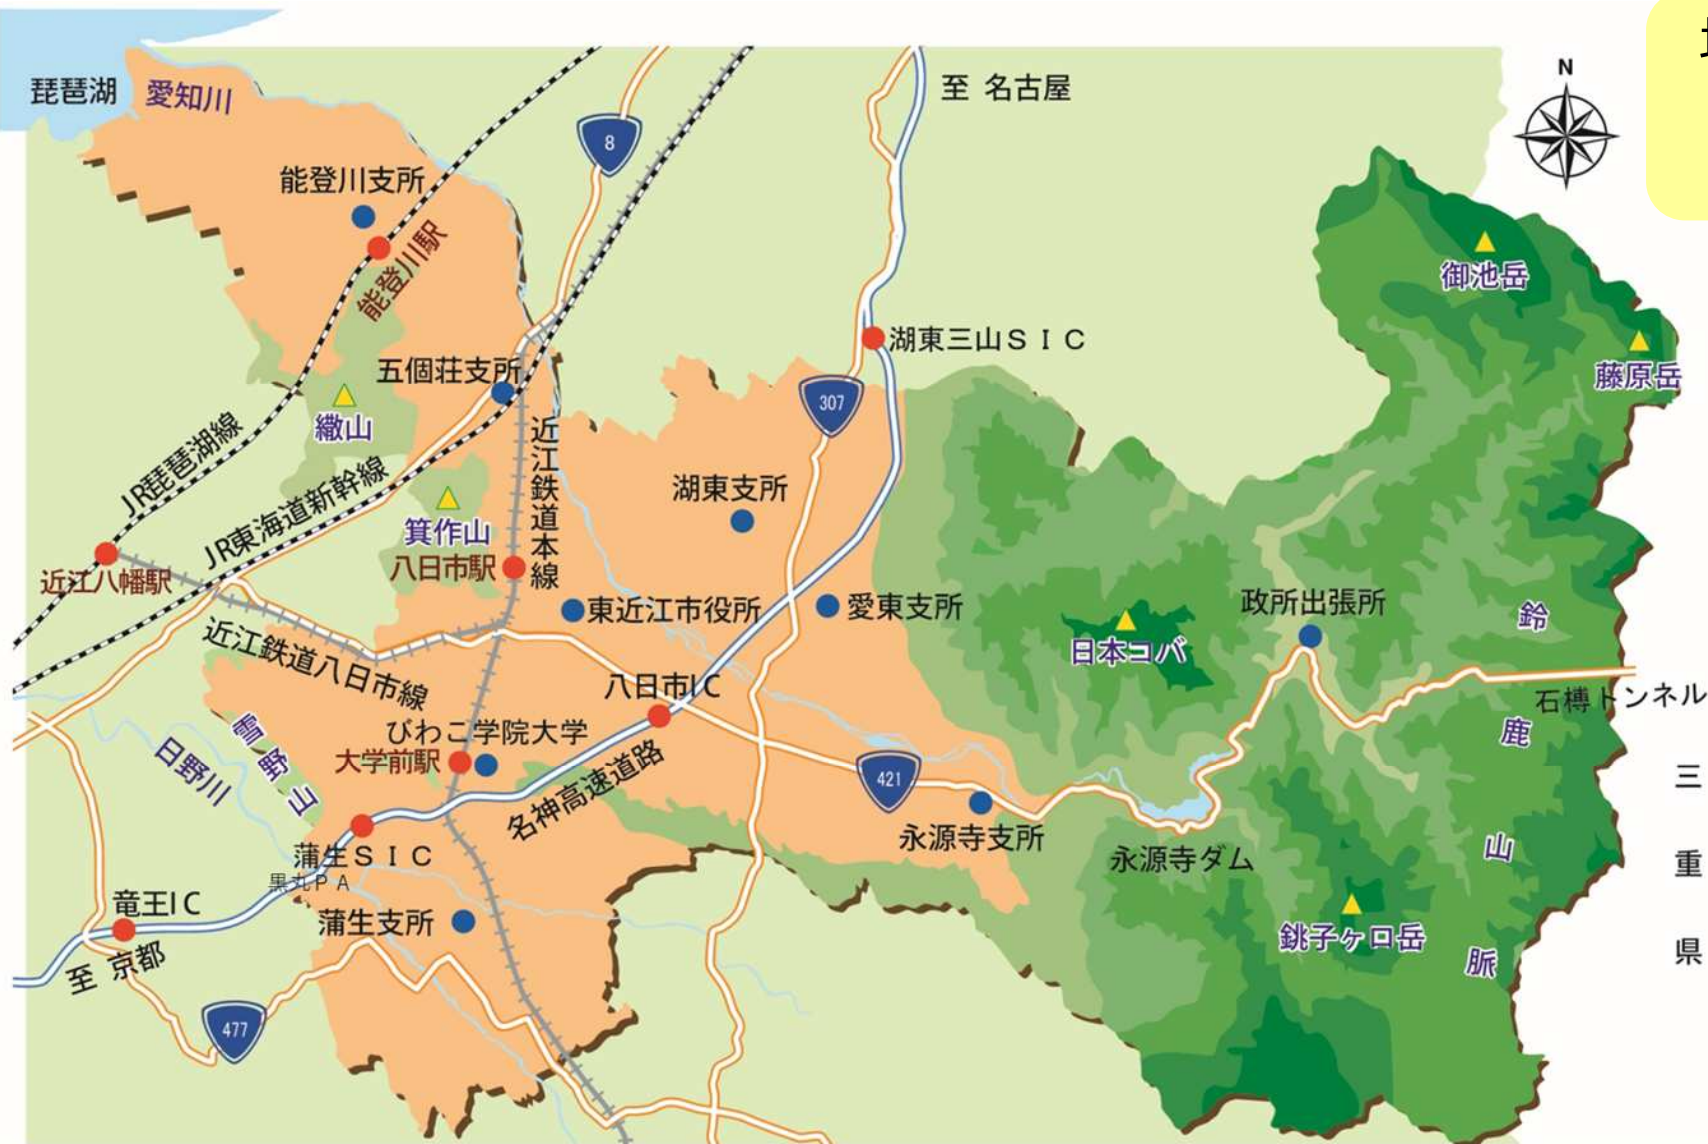 琵琶湖
愛知川
至 名古屋
N
8
能登川支所
能登川駅
御池岳
湖東三山SIC
藤原岳
五個荘支所
307
繖山
近江鉄道本線
JR琵琶湖線
JR東海道新幹線
湖東支所
箕作山
八日市駅
近江八幡駅
東近江市役所
愛東支所
政所出張所
日本コバ
鈴鹿山脈
近江鉄道八日市線
八日市IC
石榑トンネル
雪野山
日野川
びわこ学院大学
大学前駅
名神高速道路
421
三重県
永源寺支所
永源寺ダム
蒲生SIC
黒丸PA
竜王IC
蒲生支所
銚子ヶ口岳
至 京都
477